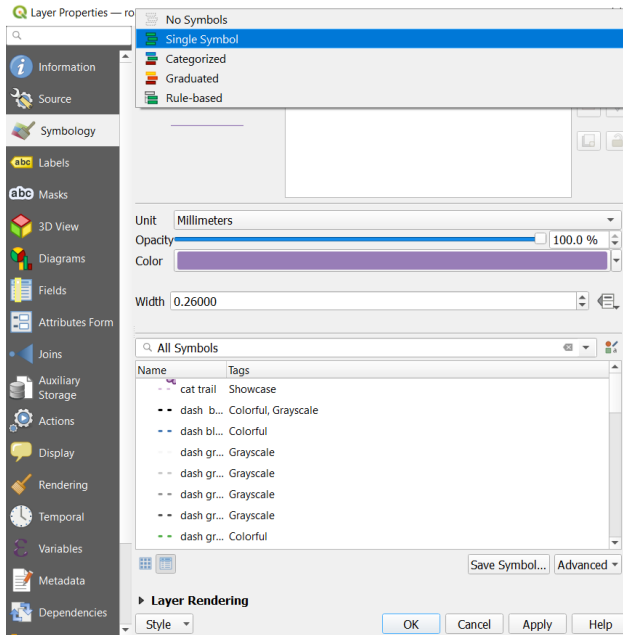 Layer Properties — ro
No Symbols
Single Symbol
Categorized
Graduated
Rule-based
Information
Source
Symbology
abc Labels
abc Masks
3D View
Diagrams
Fields
Attributes Form
Joins
Auxiliary
Storage
Actions
Display
Rendering
Temporal
Variables
Metadata
Dependencies
Unit Millimeters
Opacity 100.0 %
Color
Width 0.26000
All Symbols
Name Tags
cat trail Showcase
dash b... Colorful, Grayscale
dash bl... Colorful
dash gr... Grayscale
dash gr... Grayscale
dash gr... Grayscale
dash gr... Grayscale
dash gr... Colorful
Save Symbol... Advanced
Layer Rendering
Style OK Cancel Apply Help